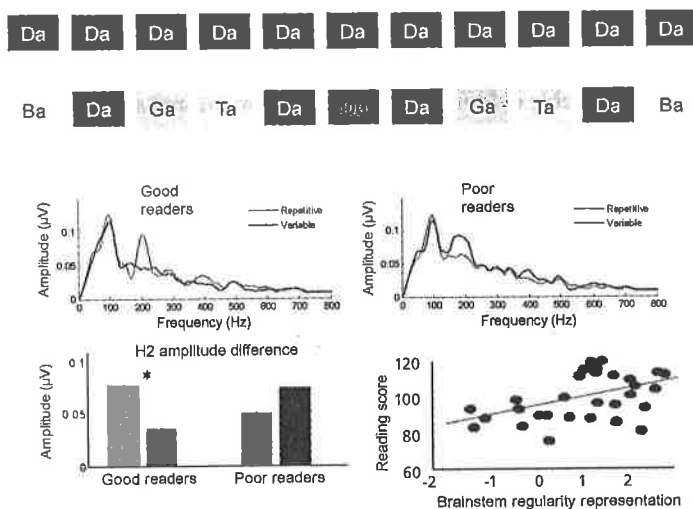 Da Da Da Da Da Da Da Da Da Da Da
Ba Da Ga Ta Da Da Ga Ta Da Ba
Good readers
Repetitive
Variable
Amplitude (µV)
0.1
0.05
0
0 100 200 300 400 500 600 700 800
Frequency (Hz)
Poor readers
Repetitive
Variable
Amplitude (µV)
0.1
0.05
0
0 100 200 300 400 500 600 700 800
Frequency (Hz)
H2 amplitude difference
Amplitude (µV)
0.1
0.05
0
*
Good readers Poor readers
Reading score
120
100
80
60
-2 -1 0 1 2
Brainstem regularity representation